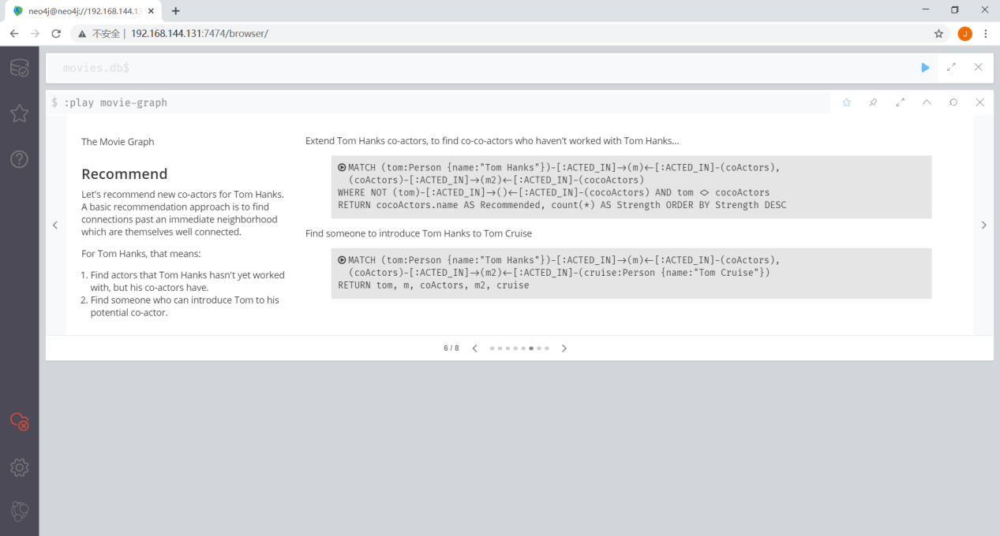 neo4j@neo4j://192.168.144.13
不安全 | 192.168.144.131:7474/browser/
J
movies.db$
$ :play movie-graph
The Movie Graph
Recommend
Let's recommend new co-actors for Tom Hanks.
A basic recommendation approach is to find
connections past an immediate neighborhood
which are themselves well connected.
For Tom Hanks, that means:
1. Find actors that Tom Hanks hasn't yet worked
with, but his co-actors have.
2. Find someone who can introduce Tom to his
potential co-actor.
Extend Tom Hanks co-actors, to find co-co-actors who haven't worked with Tom Hanks...
MATCH (tom:Person {name:"Tom Hanks"})-[:ACTED_IN]->(m)<-[:ACTED_IN]-(coActors),
(coActors)-[:ACTED_IN]->(m2)<-[:ACTED_IN]-(cocoActors)
WHERE NOT (tom)-[:ACTED_IN]->()<-[:ACTED_IN]-(cocoActors) AND tom <> cocoActors
RETURN cocoActors.name AS Recommended, count(*) AS Strength ORDER BY Strength DESC
Find someone to introduce Tom Hanks to Tom Cruise
MATCH (tom:Person {name:"Tom Hanks"})-[:ACTED_IN]->(m)<-[:ACTED_IN]-(coActors),
(coActors)-[:ACTED_IN]->(m2)<-[:ACTED_IN]-(cruise:Person {name:"Tom Cruise"})
RETURN tom, m, coActors, m2, cruise
6 / 8